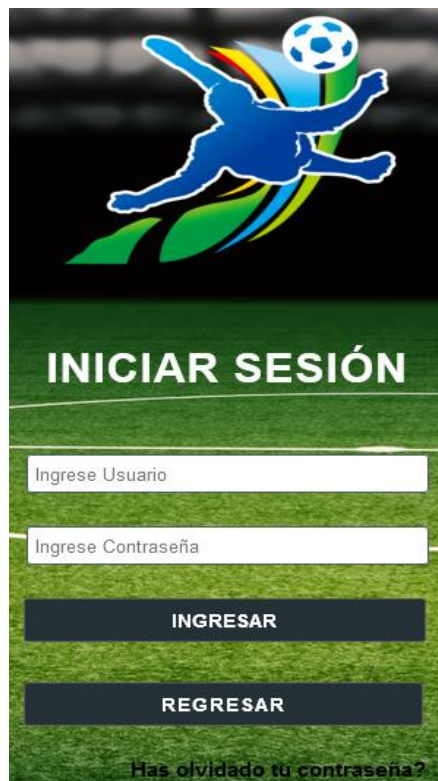 INICIAR SESIÓN
Ingrese Usuario
Ingrese Contraseña
INGRESAR
REGRESAR
Has olvidado tu contraseña?